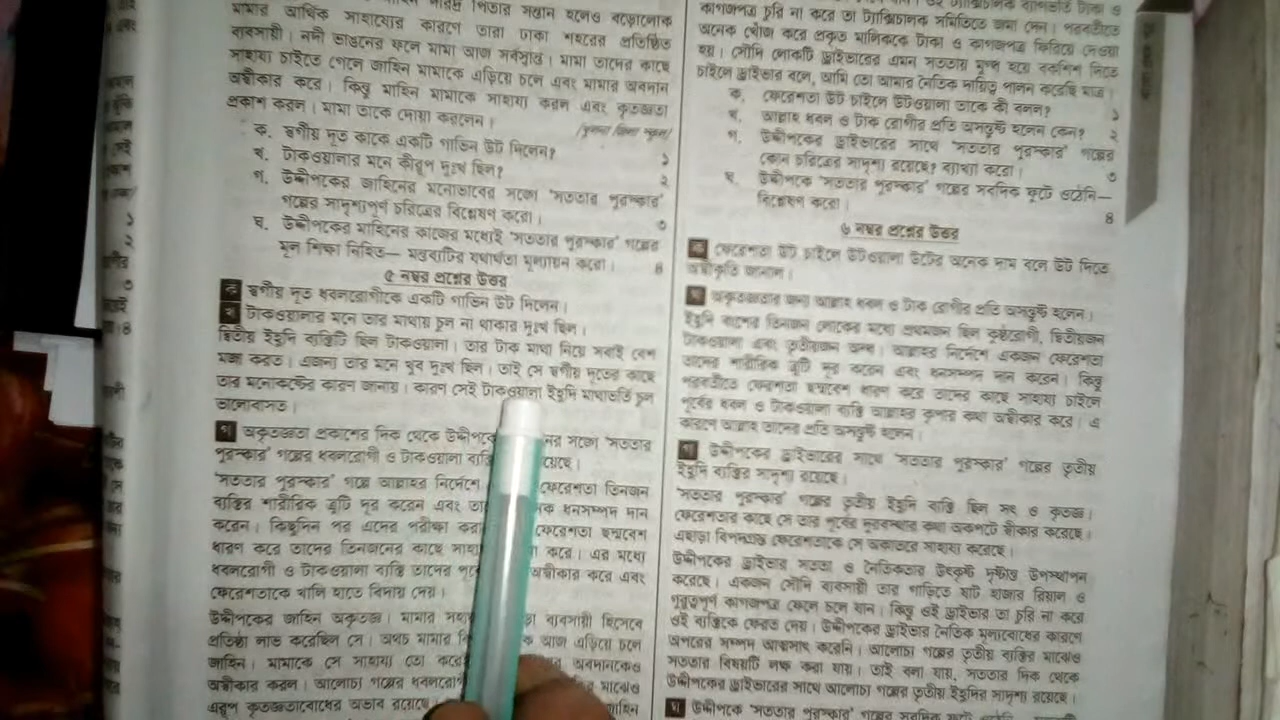 মামার আর্থিক সাহায্যের কারণে তারা ঢাকা শহরের প্রতিষ্ঠিত
ব্যবসায়ী। নদী ভাঙনের ফলে মামা আজ সর্বস্বান্ত। মামা তাদের কাছে
সাহায্য চাইতে গেলে জাহিন মামাকে এড়িয়ে চলে এবং মামার অবদান
অস্বীকার করে। কিন্তু মাহিন মামাকে সাহায্য করল এবং কৃতজ্ঞতা
প্রকাশ করল। মামা তাকে দোয়া করলেন।
ক. স্বর্গীয় দূত কাকে একটি গাভিন উট দিলেন? ১
খ. টাকওয়ালার মনে কীরূপ দুঃখ ছিল? ২
গ. উদ্দীপকের জাহিনের মনোভাবের সঙ্গে 'সততার পুরস্কার'
গল্পের সাদৃশ্যপূর্ণ চরিত্রের বিশ্লেষণ করো। ৩
ঘ. উদ্দীপকের মাহিনের কাজের মধ্যেই 'সততার পুরস্কার' গল্পের
মূল শিক্ষা নিহিত— মন্তব্যটির যথার্থতা মূল্যায়ন করো। ৪
৫ নম্বর প্রশ্নের উত্তর
ক স্বর্গীয় দূত ধবলরোগীকে একটি গাভিন উট দিলেন।
খ টাকওয়ালার মনে তার মাথায় চুল না থাকার দুঃখ ছিল।
দ্বিতীয় ইহুদি ব্যক্তিটি ছিল টাকওয়ালা। তার টাক মাথা নিয়ে সবাই বেশ
মজা করত। এজন্য তার মনে খুব দুঃখ ছিল। তাই সে স্বর্গীয় দূতের কাছে
তার মনোকষ্টের কারণ জানায়। কারণ সেই টাকওয়ালা ইহুদি মাথাভর্তি চুল
ভালোবাসত।
গ অকৃতজ্ঞতা প্রকাশের দিক থেকে উদ্দীপকে নর সঙ্গে 'সততার
পুরস্কার' গল্পের ধবলরোগী ও টাকওয়ালা ব্যক্তি য়েছে।
'সততার পুরস্কার' গল্পে আল্লাহর নির্দেশে ফেরেশতা তিনজন
ব্যক্তির শারীরিক ত্রুটি দূর করেন এবং তা ক ধনসম্পদ দান
করেন। কিছুদিন পর এদের পরীক্ষা কর ফেরেশতা ছদ্মবেশ
ধারণ করে তাদের তিনজনের কাছে সাহা করে। এর মধ্যে
ধবলরোগী ও টাকওয়ালা ব্যক্তি তাদের পূ অস্বীকার করে এবং
ফেরেশতাকে খালি হাতে বিদায় দেয়।
উদ্দীপকের জাহিন অকৃতজ্ঞ। মামার সহা ব্যবসায়ী হিসেবে
প্রতিষ্ঠা লাভ করেছিল সে। অথচ মামার বি ক আজ এড়িয়ে চলে
জাহিন। মামাকে সে সাহায্য তো করে অবদানকেও
অস্বীকার করল। আলোচ্য গল্পের ধবলরো র মাঝেও
এরূপ কৃতজ্ঞতাবোধের অভাব রয়েছে। জাহিন
কাগজপত্র চুরি না করে তা ট্যাক্সিচালক সমিতিতে জমা দেন। পরবর্তীতে
অনেক খোঁজ করে প্রকৃত মালিককে টাকা ও কাগজপত্র ফিরিয়ে দেওয়া
হয়। সৌদি লোকটি ড্রাইভারের এমন সততায় মুগ্ধ হয়ে বকশিশ দিতে
চাইলে ড্রাইভার বলে, আমি তো আমার নৈতিক দায়িত্ব পালন করেছি মাত্র।
ক. ফেরেশতা উট চাইলে উটওয়ালা তাকে কী বলল? ১
খ. আল্লাহ ধবল ও টাক রোগীর প্রতি অসন্তুষ্ট হলেন কেন? ২
গ. উদ্দীপকের ড্রাইভারের সাথে 'সততার পুরস্কার' গল্পের
কোন চরিত্রের সাদৃশ্য রয়েছে? ব্যাখ্যা করো। ৩
ঘ. উদ্দীপকে 'সততার পুরস্কার' গল্পের সবদিক ফুটে ওঠেনি—
বিশ্লেষণ করো। ৪
৬ নম্বর প্রশ্নের উত্তর
ক ফেরেশতা উট চাইলে উটওয়ালা উটের অনেক দাম বলে উট দিতে
অস্বীকৃতি জানাল।
খ অকৃতজ্ঞতার জন্য আল্লাহ ধবল ও টাক রোগীর প্রতি অসন্তুষ্ট হলেন।
ইহুদি বংশের তিনজন লোকের মধ্যে প্রথমজন ছিল কুষ্ঠরোগী, দ্বিতীয়জন
টাকওয়ালা এবং তৃতীয়জন অন্ধ। আল্লাহর নির্দেশে একজন ফেরেশতা
তাদের শারীরিক ত্রুটি দূর করেন এবং ধনসম্পদ দান করেন। কিন্তু
পরবর্তীতে ফেরেশতা ছদ্মবেশ ধারণ করে তাদের কাছে সাহায্য চাইলে
পূর্বের ধবল ও টাকওয়ালা ব্যক্তি আল্লাহর কৃপার কথা অস্বীকার করে। এ
কারণে আল্লাহ তাদের প্রতি অসন্তুষ্ট হলেন।
গ উদ্দীপকের ড্রাইভারের সাথে 'সততার পুরস্কার' গল্পের তৃতীয়
ইহুদি ব্যক্তির সাদৃশ্য রয়েছে।
'সততার পুরস্কার' গল্পের তৃতীয় ইহুদি ব্যক্তি ছিল সৎ ও কৃতজ্ঞ।
ফেরেশতার কাছে সে তার পূর্বের দুরবস্থার কথা অকপটে স্বীকার করেছে।
এছাড়া বিপদগ্রস্ত ফেরেশতাকে সে অকাতরে সাহায্য করেছে।
উদ্দীপকের ড্রাইভার সততা ও নৈতিকতার উৎকৃষ্ট দৃষ্টান্ত উপস্থাপন
করেছে। একজন সৌদি ব্যবসায়ী তার গাড়িতে ষাট হাজার রিয়াল ও
গুরুত্বপূর্ণ কাগজপত্র ফেলে চলে যান। কিন্তু ওই ড্রাইভার তা চুরি না করে
ওই ব্যক্তিকে ফেরত দেয়। উদ্দীপকের ড্রাইভার নৈতিক মূল্যবোধের কারণে
অপরের সম্পদ আত্মসাৎ করেনি। আলোচ্য গল্পের তৃতীয় ব্যক্তির মাঝেও
সততার বিষয়টি লক্ষ করা যায়। তাই বলা যায়, সততার দিক থেকে
উদ্দীপকের ড্রাইভারের সাথে আলোচ্য গল্পের তৃতীয় ইহুদির সাদৃশ্য রয়েছে।
ঘ উদ্দীপকে 'সততার পুরস্কার' গল্পের সবদিক ফুটে ওঠেনি